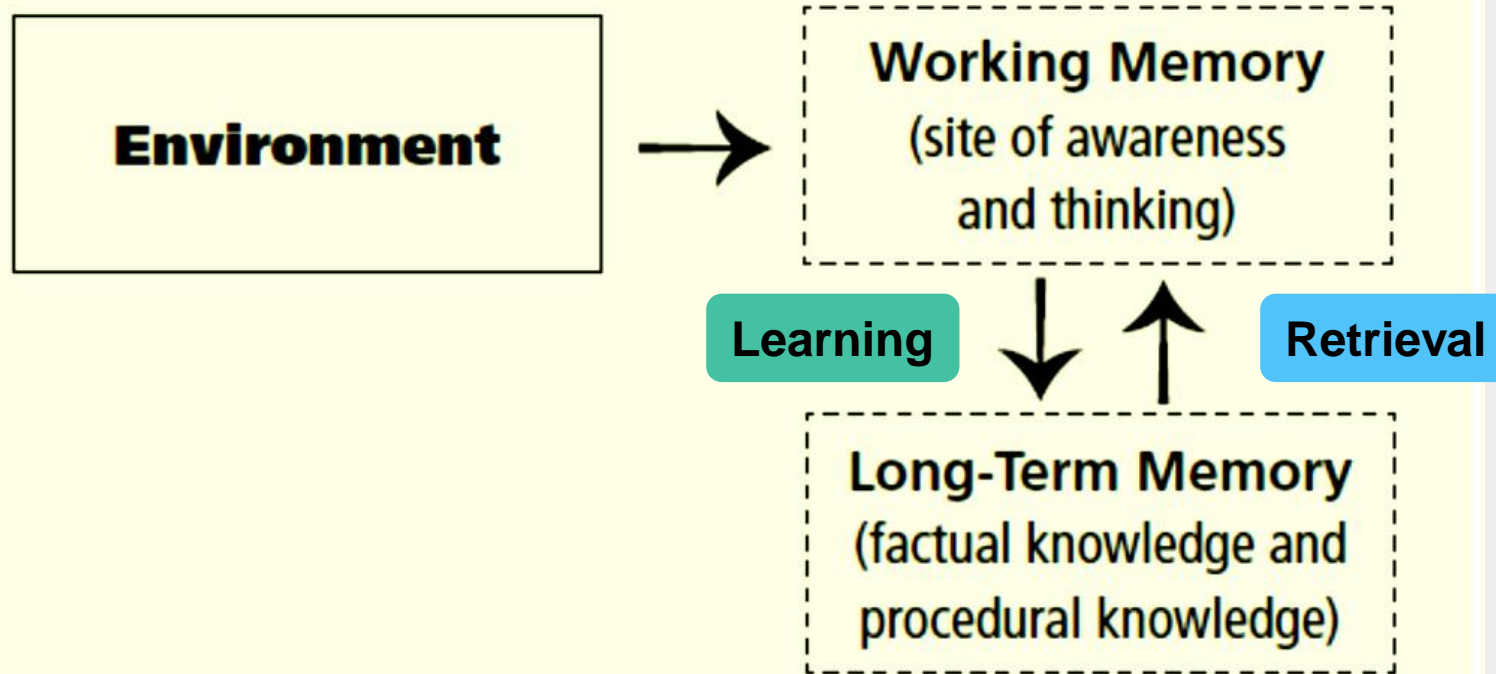 Environment
Working Memory
(site of awareness
and thinking)
Learning
Retrieval
Long-Term Memory
(factual knowledge and
procedural knowledge)